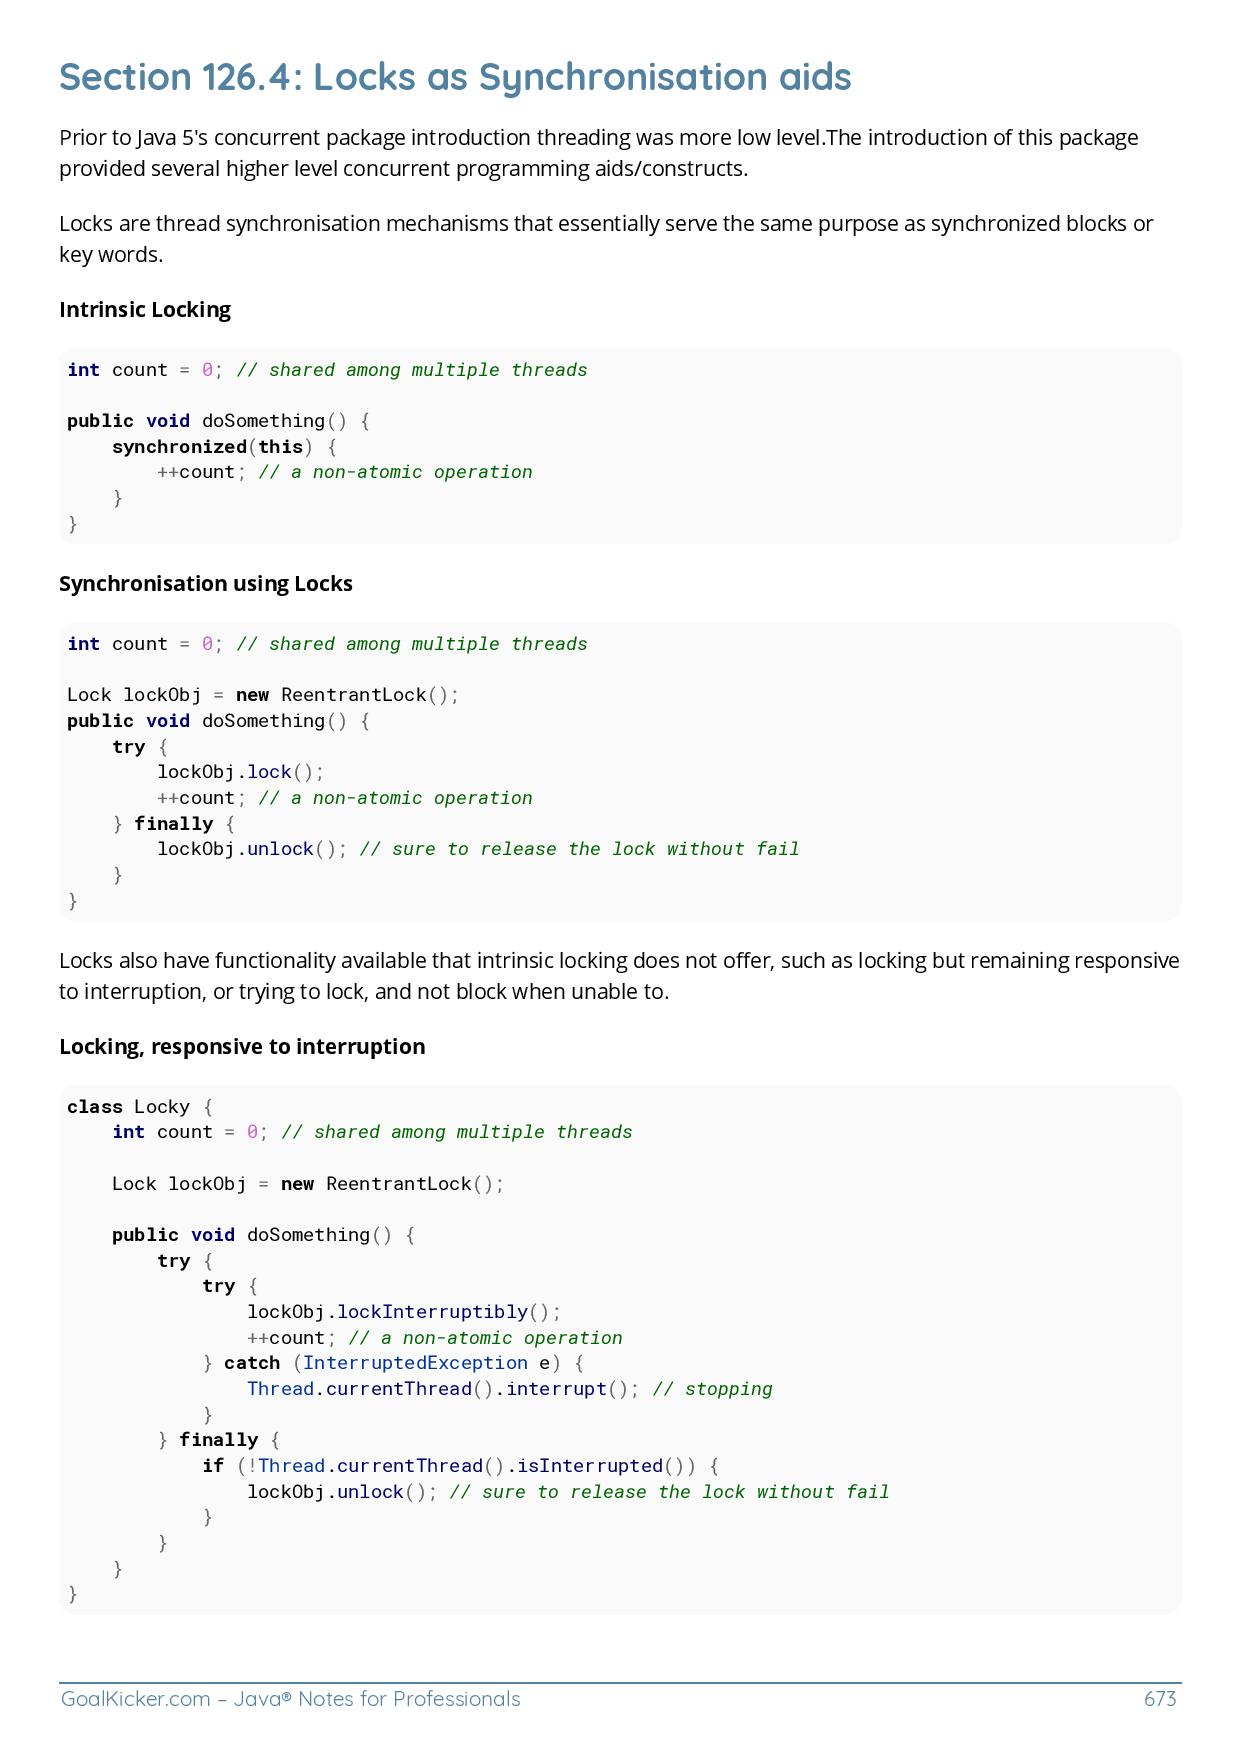 Section 126.4: Locks as Synchronisation aids
Prior to Java 5's concurrent package introduction threading was more low level.The introduction of this package
provided several higher level concurrent programming aids/constructs.
Locks are thread synchronisation mechanisms that essentially serve the same purpose as synchronized blocks or
key words.
Intrinsic Locking
int count = 0; // shared among multiple threads
public void doSomething() {
    synchronized(this) {
        ++count; // a non-atomic operation
    }
}
Synchronisation using Locks
int count = 0; // shared among multiple threads
Lock lockObj = new ReentrantLock();
public void doSomething() {
    try {
        lockObj.lock();
        ++count; // a non-atomic operation
    } finally {
        lockObj.unlock(); // sure to release the lock without fail
    }
}
Locks also have functionality available that intrinsic locking does not offer, such as locking but remaining responsive
to interruption, or trying to lock, and not block when unable to.
Locking, responsive to interruption
class Locky {
    int count = 0; // shared among multiple threads
    Lock lockObj = new ReentrantLock();
    public void doSomething() {
        try {
            try {
                lockObj.lockInterruptibly();
                ++count; // a non-atomic operation
            } catch (InterruptedException e) {
                Thread.currentThread().interrupt(); // stopping
            }
        } finally {
            if (!Thread.currentThread().isInterrupted()) {
                lockObj.unlock(); // sure to release the lock without fail
            }
        }
    }
}
GoalKicker.com – Java® Notes for Professionals 673